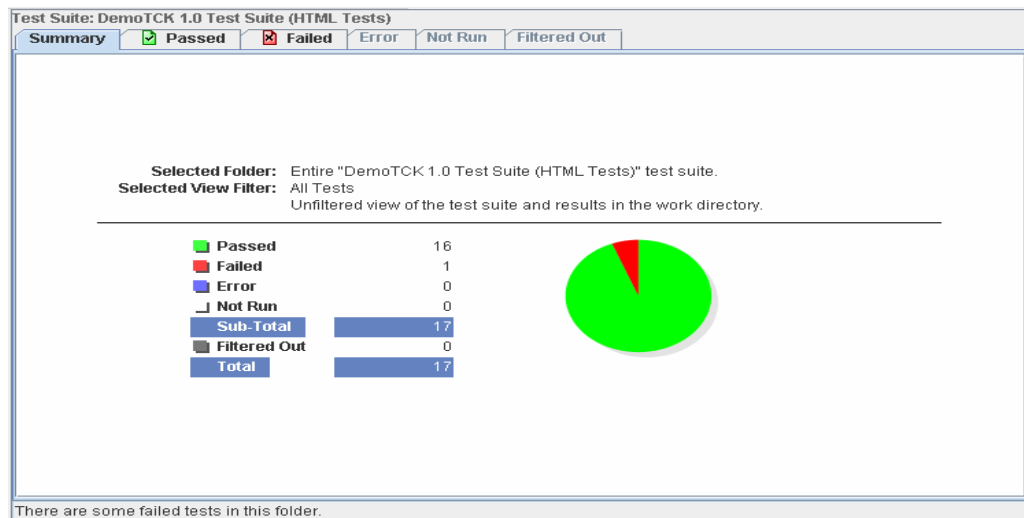 Test Suite: DemoTCK 1.0 Test Suite (HTML Tests)
Summary Passed Failed Error Not Run Filtered Out
Selected Folder: Entire "DemoTCK 1.0 Test Suite (HTML Tests)" test suite.
Selected View Filter: All Tests
Unfiltered view of the test suite and results in the work directory.
Passed 16
Failed 1
Error 0
Not Run 0
Sub-Total 17
Filtered Out 0
Total 17
There are some failed tests in this folder.